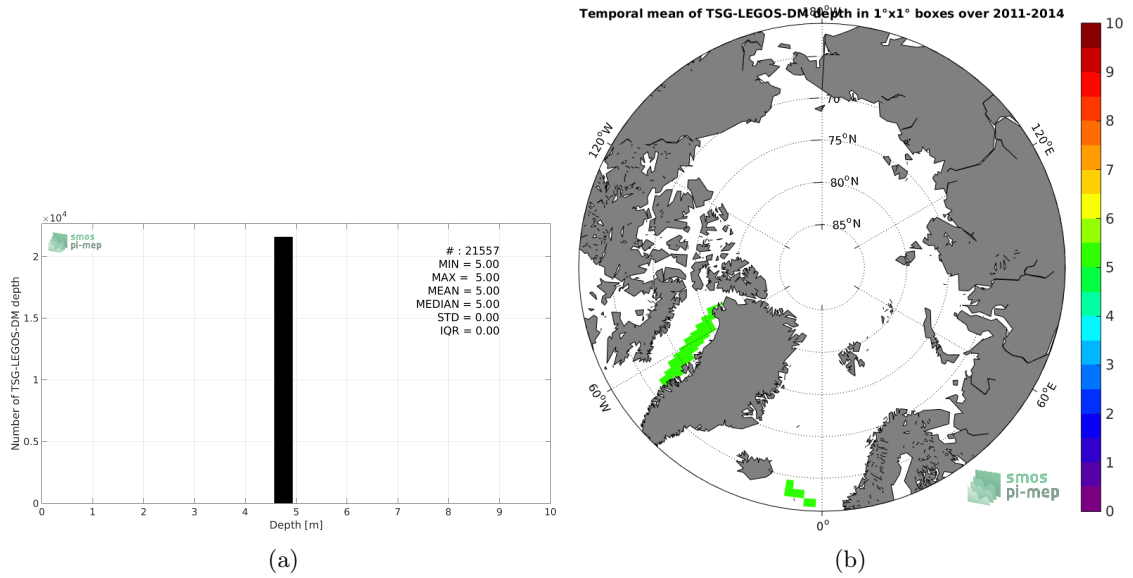 ×10⁴
smos
pi-mep
# : 21557
MIN = 5.00
MAX = 5.00
MEAN = 5.00
MEDIAN = 5.00
STD = 0.00
IQR = 0.00
Number of TSG-LEGOS-DM depth
2
1.5
1
0.5
0
0 1 2 3 4 5 6 7 8 9 10
Depth [m]
(a)
Temporal mean of TSG-LEGOS-DM depth in 1°x1° boxes over 2011-2014
180°W
120°W
120°E
70°
75°N
80°N
85°N
60°W
60°E
0°
smos
pi-mep
10
9
8
7
6
5
4
3
2
1
0
(b)